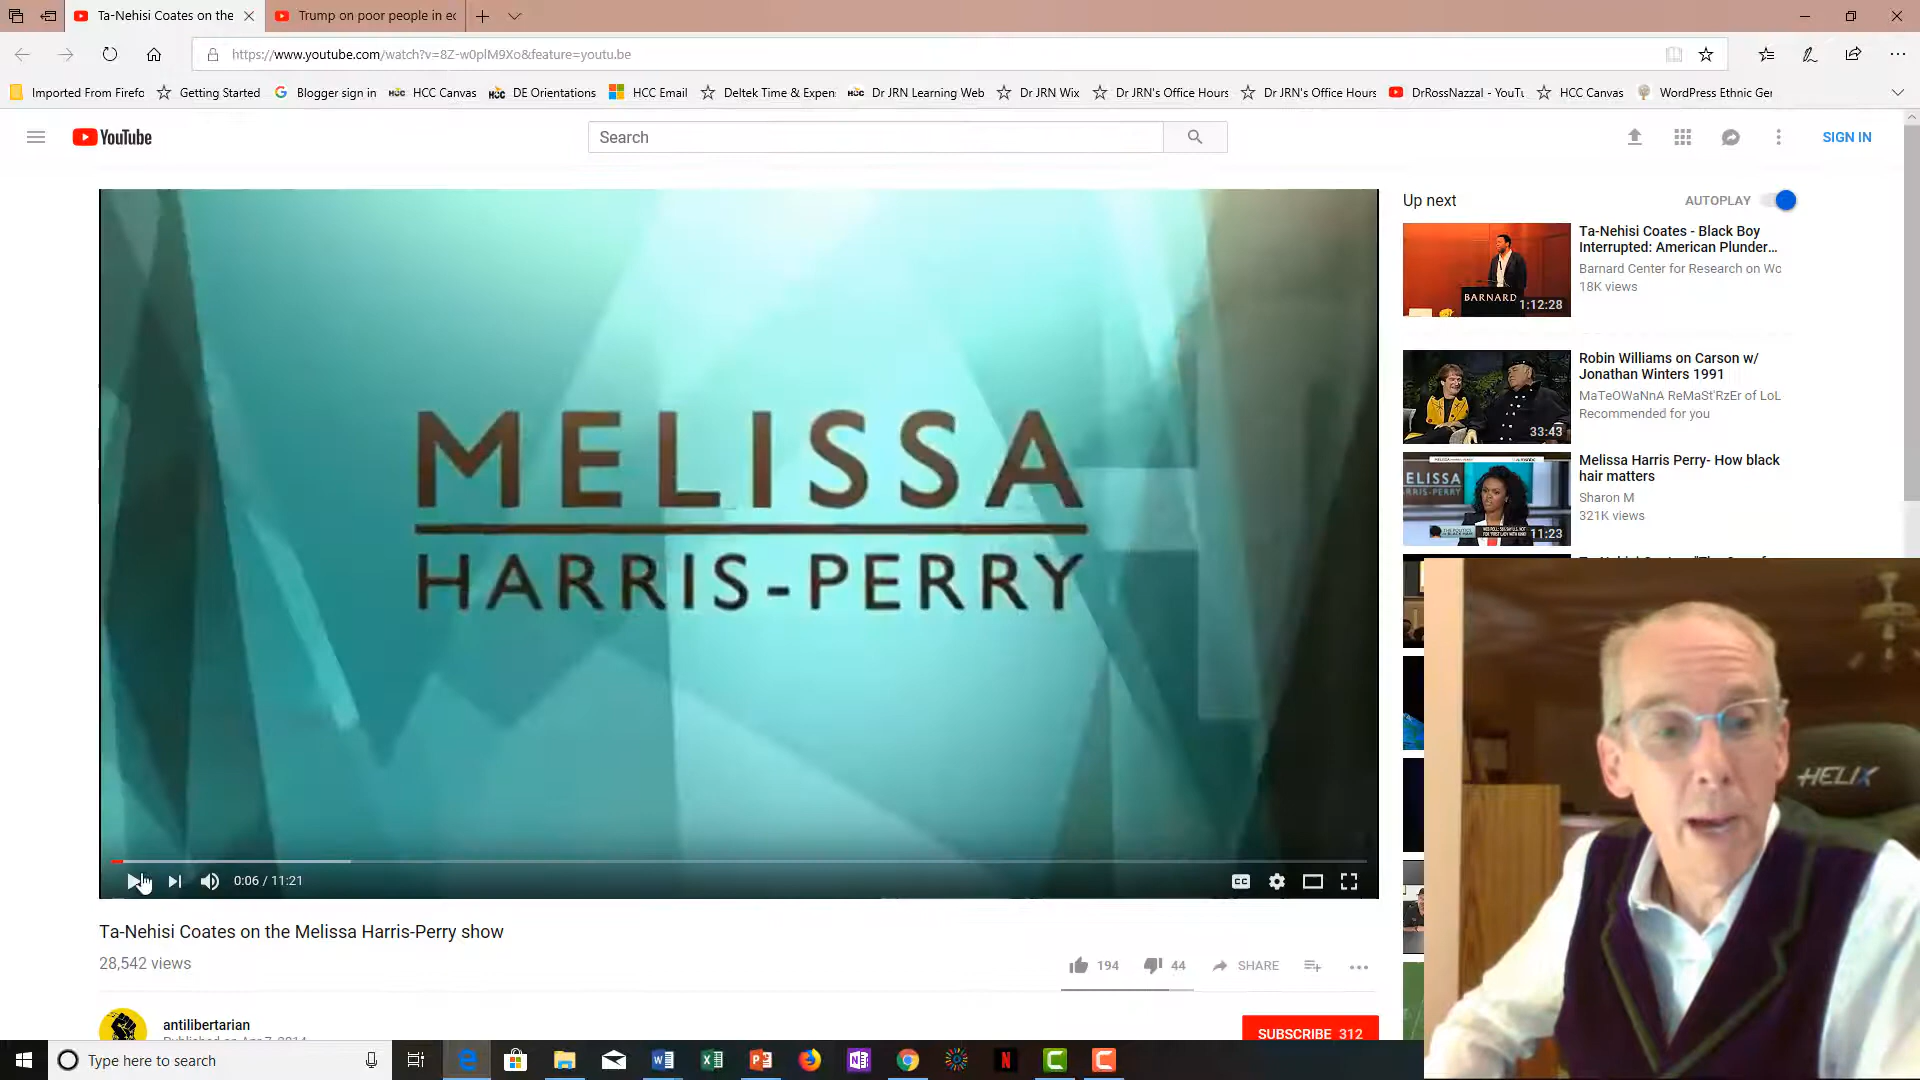 Ta-Nehisi Coates on the
Trump on poor people in ec
https://www.youtube.com/watch?v=8Z-w0plM9Xo&feature=youtu.be
Imported From Firefo
Getting Started
Blogger sign in
HCC Canvas
DE Orientations
HCC Email
Deltek Time & Expen
Dr JRN Learning Web
Dr JRN Wix
Dr JRN's Office Hours
Dr JRN's Office Hours
DrRossNazzal - YouTu
HCC Canvas
WordPress Ethnic Ger
YouTube
Search
SIGN IN
MELISSA
HARRIS-PERRY
0:06 / 11:21
CC
Ta-Nehisi Coates on the Melissa Harris-Perry show
28,542 views
194
44
SHARE
antilibertarian
SUBSCRIBE 312
Up next
AUTOPLAY
BARNARD
1:12:28
Ta-Nehisi Coates - Black Boy
Interrupted: American Plunder...
Barnard Center for Research on Wo
18K views
33:43
Robin Williams on Carson w/
Jonathan Winters 1991
MaTeOWaNnA ReMaSt'RzEr of LoL
Recommended for you
11:23
Melissa Harris Perry- How black
hair matters
Sharon M
321K views
HELIX
Type here to search